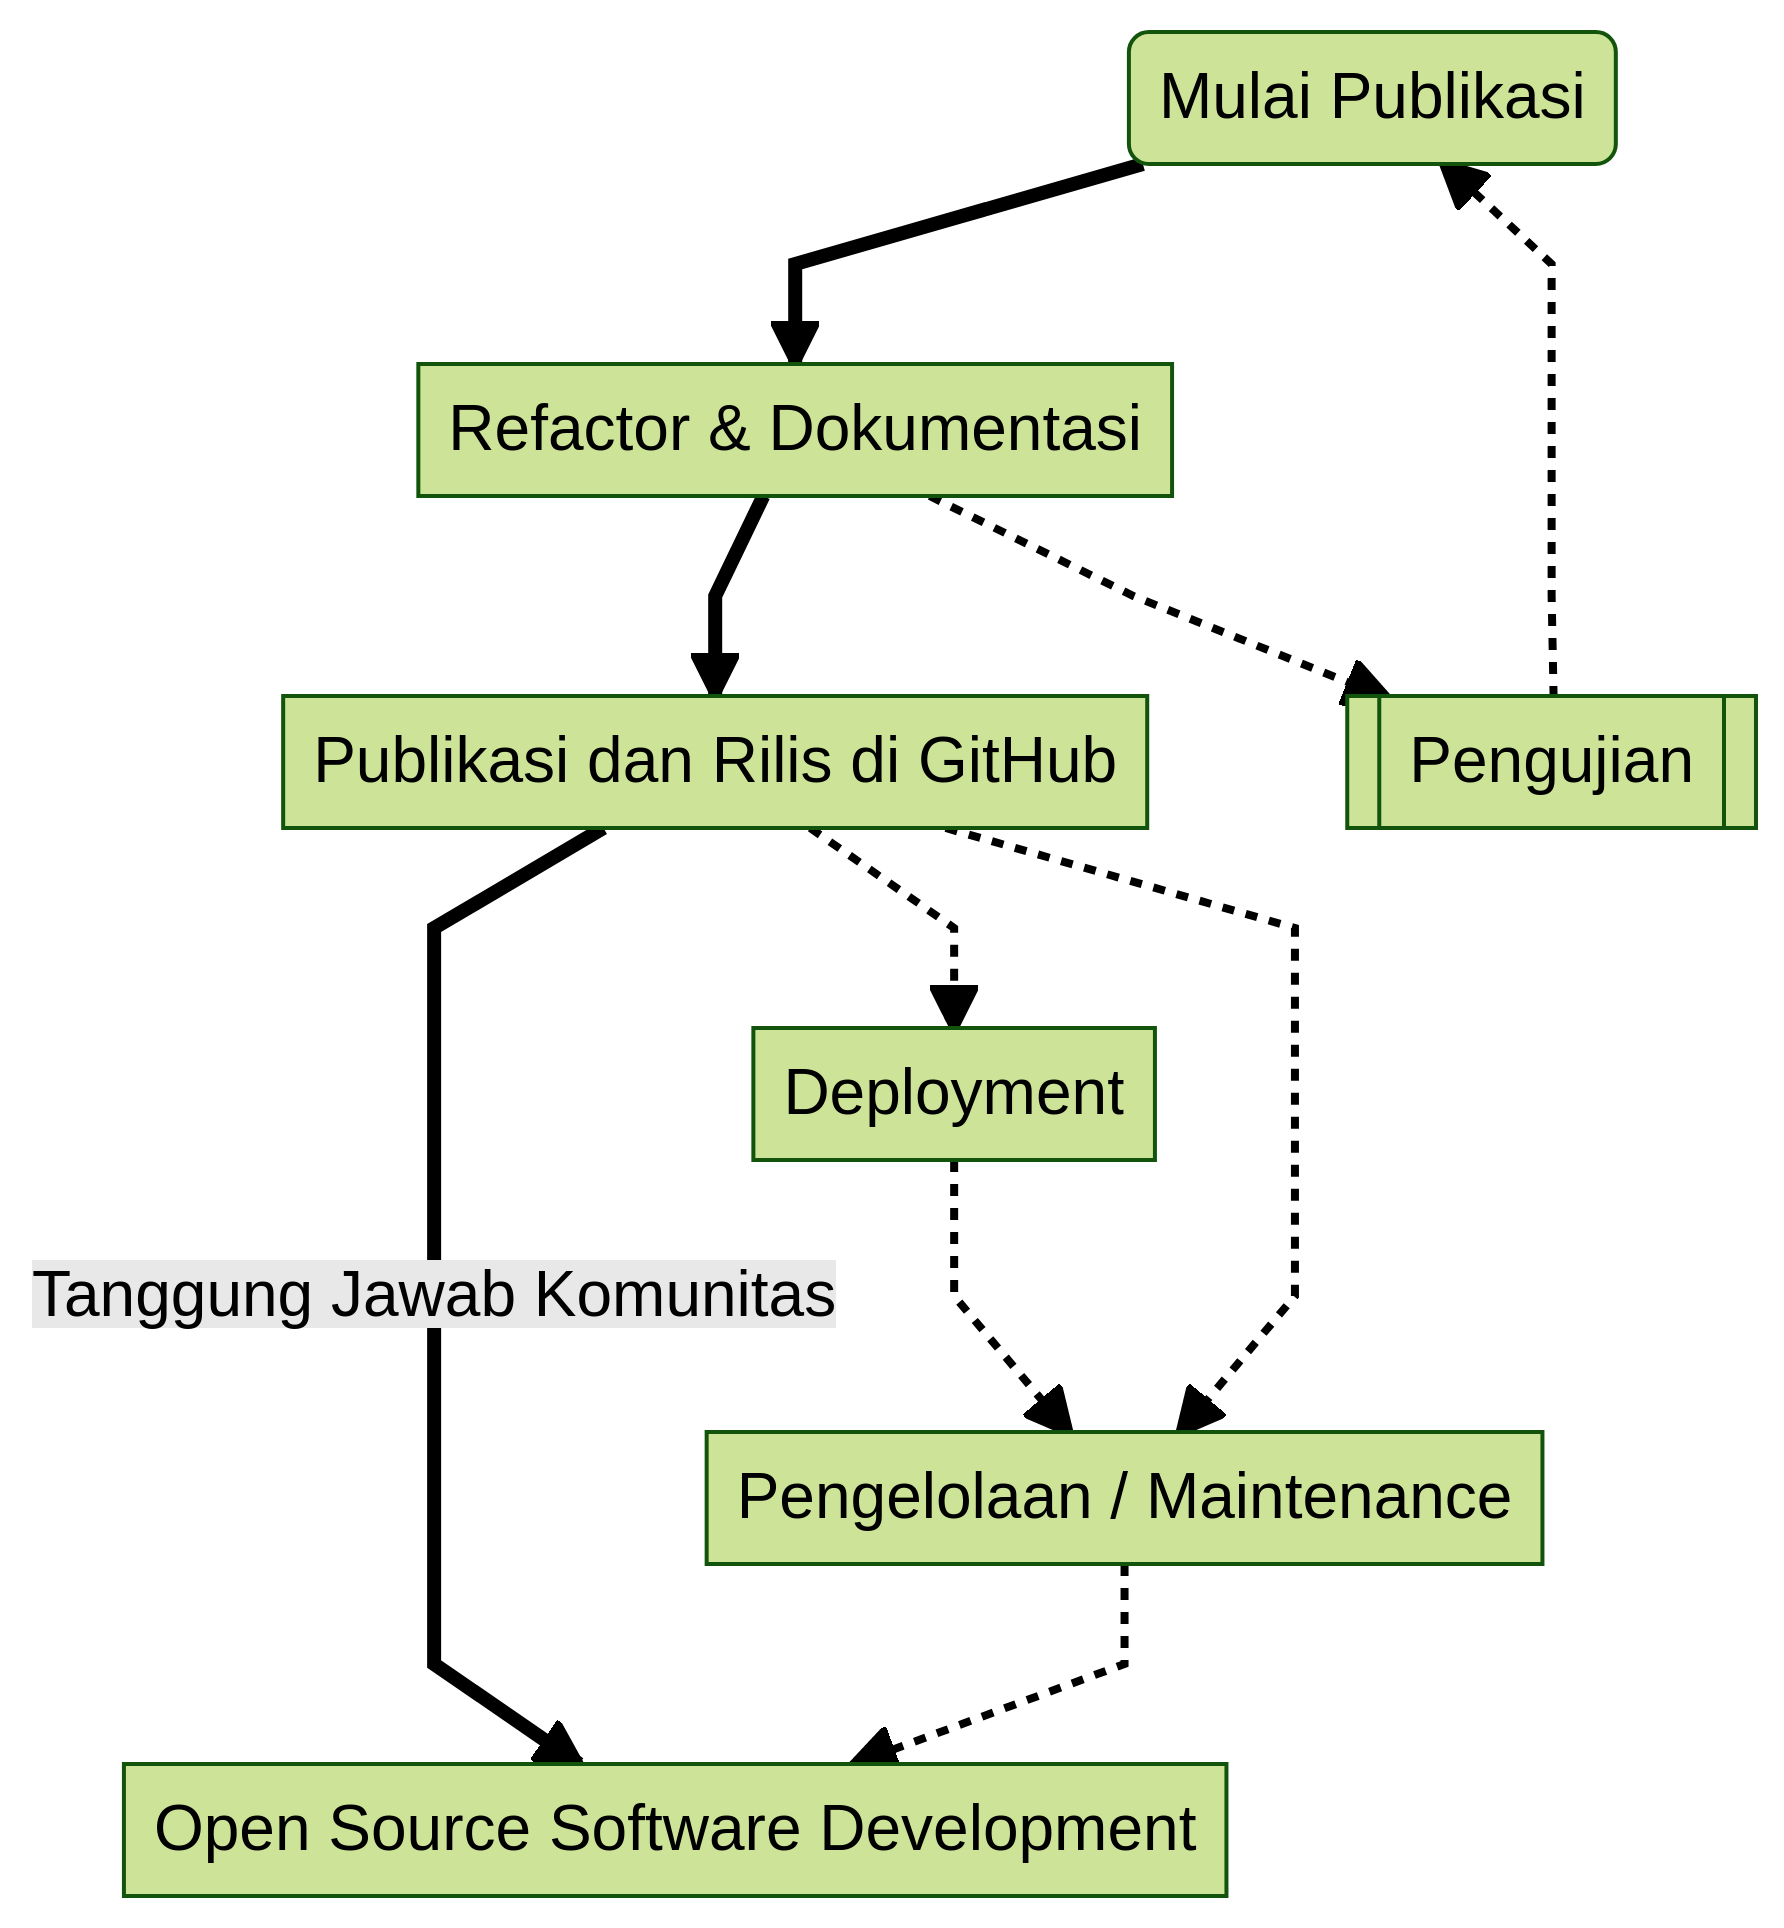 Mulai Publikasi
Refactor & Dokumentasi
Publikasi dan Rilis di GitHub
Pengujian
Deployment
Tanggung Jawab Komunitas
Pengelolaan / Maintenance
Open Source Software Development